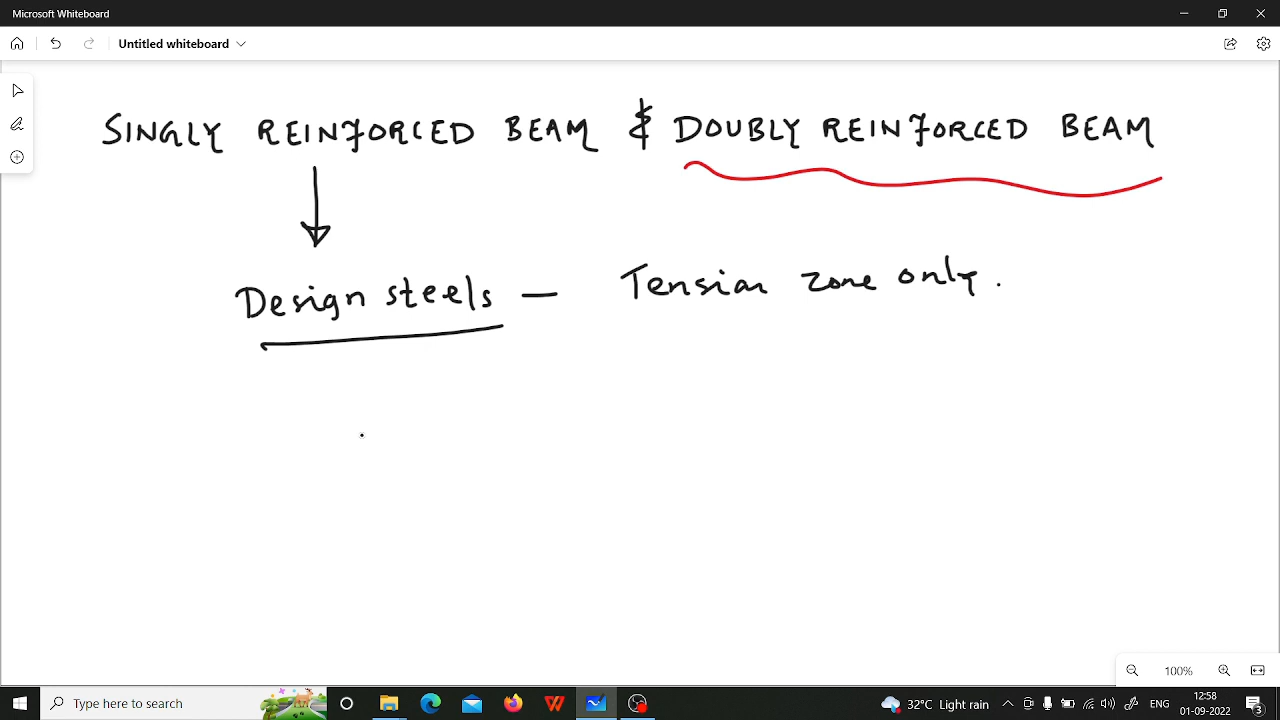 Microsoft Whiteboard
Untitled whiteboard
SINGLY REINFORCED BEAM & DOUBLY REINFORCED BEAM
Design steels — Tension zone only.
100%
Type here to search
32°C Light rain
ENG
12:58
01-09-2022
3